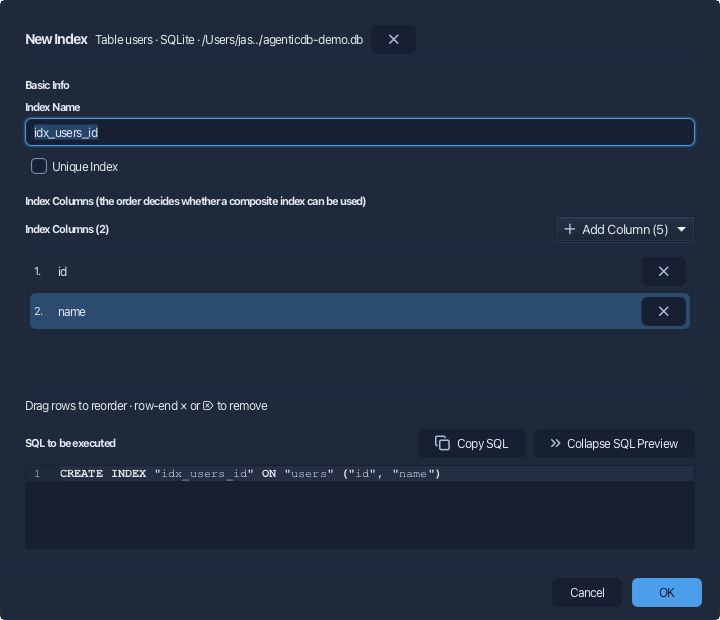 New Index Table users · SQLite · /Users/jas../agenticdb-demo.db
Basic Info
Index Name
idx_users_id
Unique Index
Index Columns (the order decides whether a composite index can be used)
Index Columns (2)
Add Column (5)
1. id
2. name
Drag rows to reorder · row-end × or ⌦ to remove
SQL to be executed
Copy SQL
Collapse SQL Preview
1 CREATE INDEX "idx_users_id" ON "users" ("id", "name")
Cancel
OK